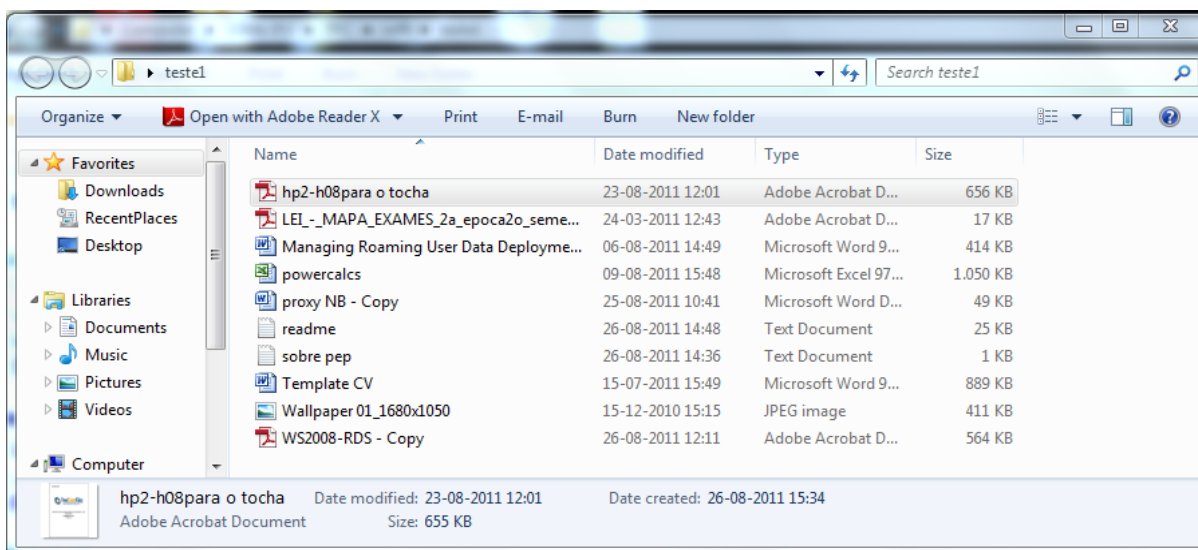 teste1 Search teste1
Organize Open with Adobe Reader X Print E-mail Burn New folder
Favorites
Downloads
RecentPlaces
Desktop
Libraries
Documents
Music
Pictures
Videos
Computer
Name Date modified Type Size
hp2-h08para o tocha 23-08-2011 12:01 Adobe Acrobat D... 656 KB
LEI_-_MAPA_EXAMES_2a_epoca2o_seme... 24-03-2011 12:43 Adobe Acrobat D... 17 KB
Managing Roaming User Data Deployme... 06-08-2011 14:49 Microsoft Word 9... 414 KB
powercalcs 09-08-2011 15:48 Microsoft Excel 97... 1.050 KB
proxy NB - Copy 25-08-2011 10:41 Microsoft Word D... 49 KB
readme 26-08-2011 14:48 Text Document 25 KB
sobre pep 26-08-2011 14:36 Text Document 1 KB
Template CV 15-07-2011 15:49 Microsoft Word 9... 889 KB
Wallpaper 01_1680x1050 15-12-2010 15:15 JPEG image 411 KB
WS2008-RDS - Copy 26-08-2011 12:11 Adobe Acrobat D... 564 KB
hp2-h08para o tocha Date modified: 23-08-2011 12:01 Date created: 26-08-2011 15:34
Adobe Acrobat Document Size: 655 KB